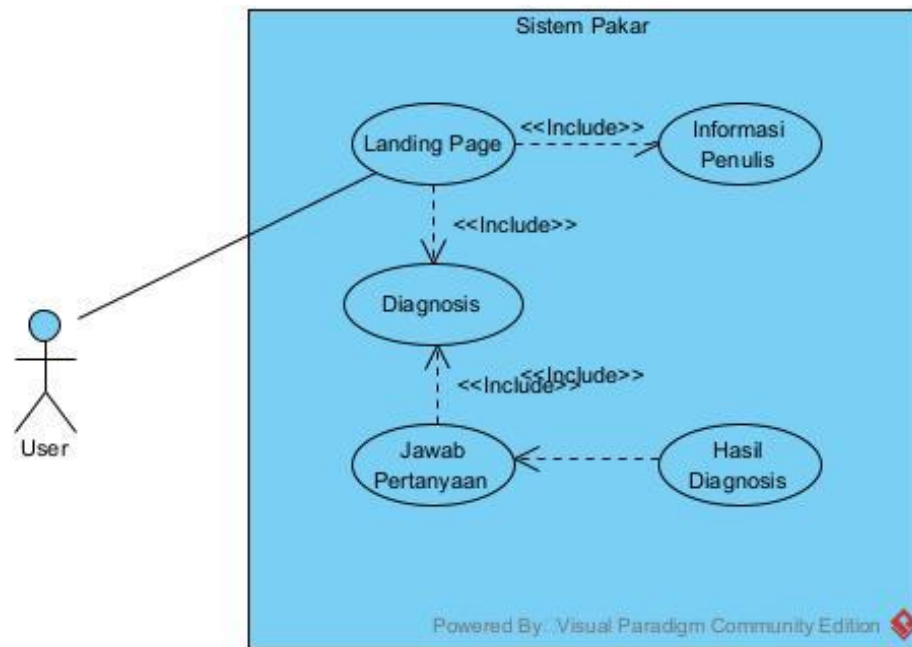 Sistem Pakar
Landing Page
<<Include>>
Informasi
Penulis
<<Include>>
Diagnosis
<<Include>>
<<Include>>
User
Jawab
Pertanyaan
Hasil
Diagnosis
Powered By Visual Paradigm Community Edition